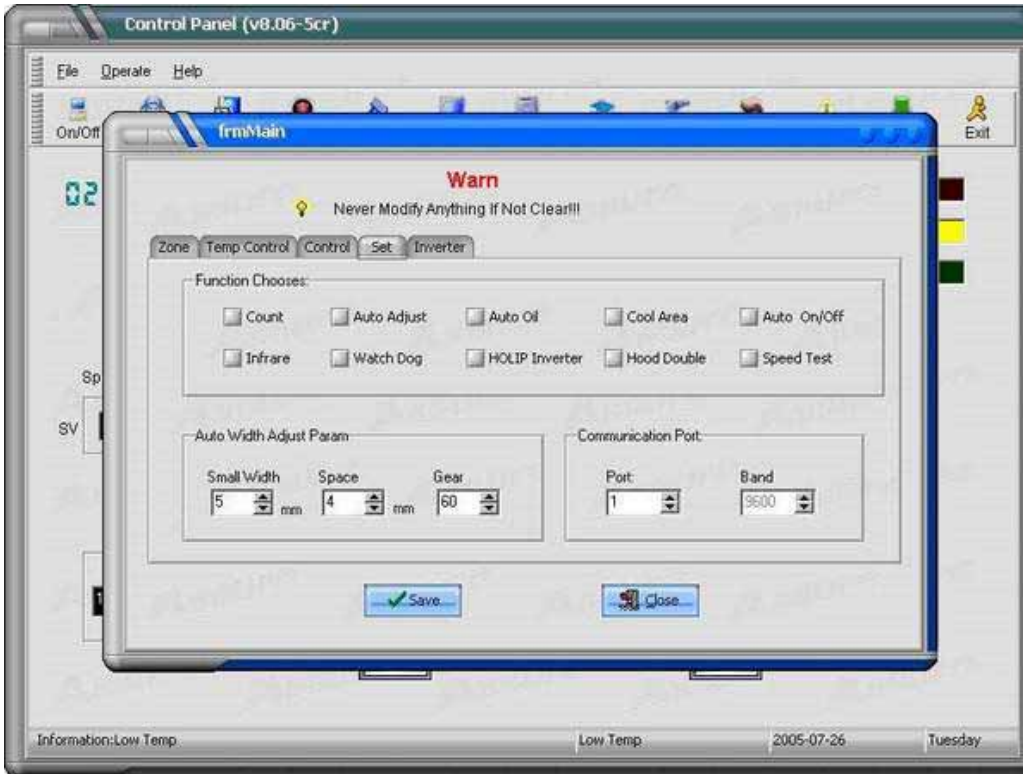 Control Panel (v8.06-5cr)
File Operate Help
On/Off Exit
frmMain
02
Warn
Never Modify Anything If Not Clear!!!
Zone Temp Control Control Set Inverter
Function Chooses:
Count Auto Adjust Auto Oil Cool Area Auto On/Off
Infrare Watch Dog HOLIP Inverter Hood Double Speed Test
Sp
SV
Auto Width Adjust Param Communication Port
Small Width Space Gear Port Band
5 mm 4 mm 60 1 9600
1
Save Close
Information:Low Temp Low Temp 2005-07-26 Tuesday